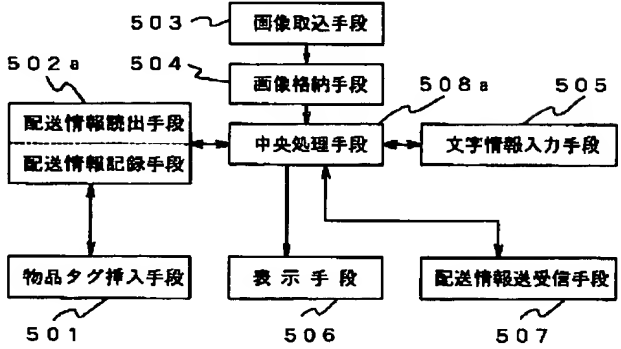 503
画像取込手段
502a
504
画像格納手段
508a
505
配送情報読出手段
配送情報記録手段
中央処理手段
文字情報入力手段
物品タグ挿入手段
表示手段
配送情報送受信手段
501
506
507